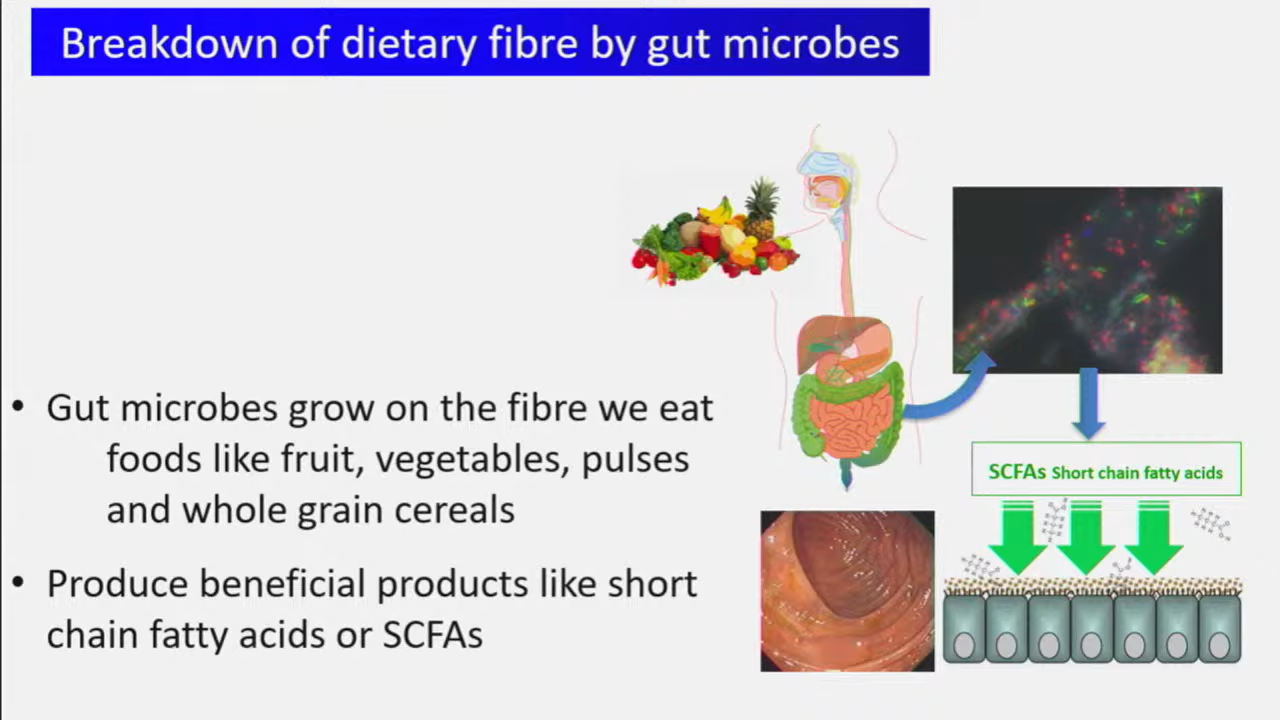 Breakdown of dietary fibre by gut microbes
• Gut microbes grow on the fibre we eat
foods like fruit, vegetables, pulses
and whole grain cereals
• Produce beneficial products like short
chain fatty acids or SCFAs
SCFAs Short chain fatty acids